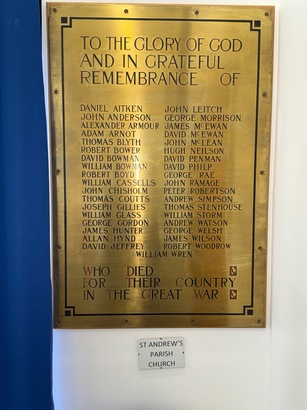 TO THE GLORY OF GOD
AND IN GRATEFUL
REMEMBRANCE OF
DANIEL AITKEN
JOHN ANDERSON
ALEXANDER ARMOUR
ADAM ARNOT
THOMAS BLYTH
ROBERT BOWER
DAVID BOWMAN
WILLIAM BOWMAN
ROBERT BOYD
WILLIAM CASSELLS
JOHN CHISHOLM
THOMAS COUTTS
JOSEPH GILLIES
WILLIAM GLASS
GEORGE GORDON
JAMES HUNTER
ALLAN HYND
DAVID JEFFREY
JOHN LEITCH
GEORGE MORRISON
JAMES McEWAN
DAVID McEWAN
JOHN McLEAN
HUGH NEILSON
DAVID PENMAN
DAVID PHILP
GEORGE RAE
JOHN RAMAGE
PETER ROBERTSON
ANDREW SIMPSON
THOMAS STENHOUSE
WILLIAM STORM
ANDREW WATSON
GEORGE WELSH
JAMES WILSON
ROBERT WOODROW
WILLIAM WREN
WHO DIED
FOR THEIR COUNTRY
IN THE GREAT WAR
ST ANDREW'S
PARISH
CHURCH